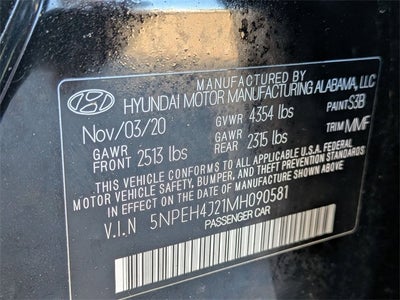 MANUFACTURED BY
HYUNDAI MOTOR MANUFACTURING ALABAMA, LLC
Nov/03/20 GVWR 4354 lbs PAINT S3B
GAWR FRONT 2513 lbs GAWR REAR 2315 lbs TRIM MMF
THIS VEHICLE CONFORMS TO ALL APPLICABLE U.S.A. FEDERAL
MOTOR VEHICLE SAFETY, BUMPER, AND THEFT PREVENTION STANDARDS
IN EFFECT ON THE DATE OF MANUFACTURE SHOWN ABOVE.
V.I.N 5NPEH4J21MH090581
PASSENGER CAR